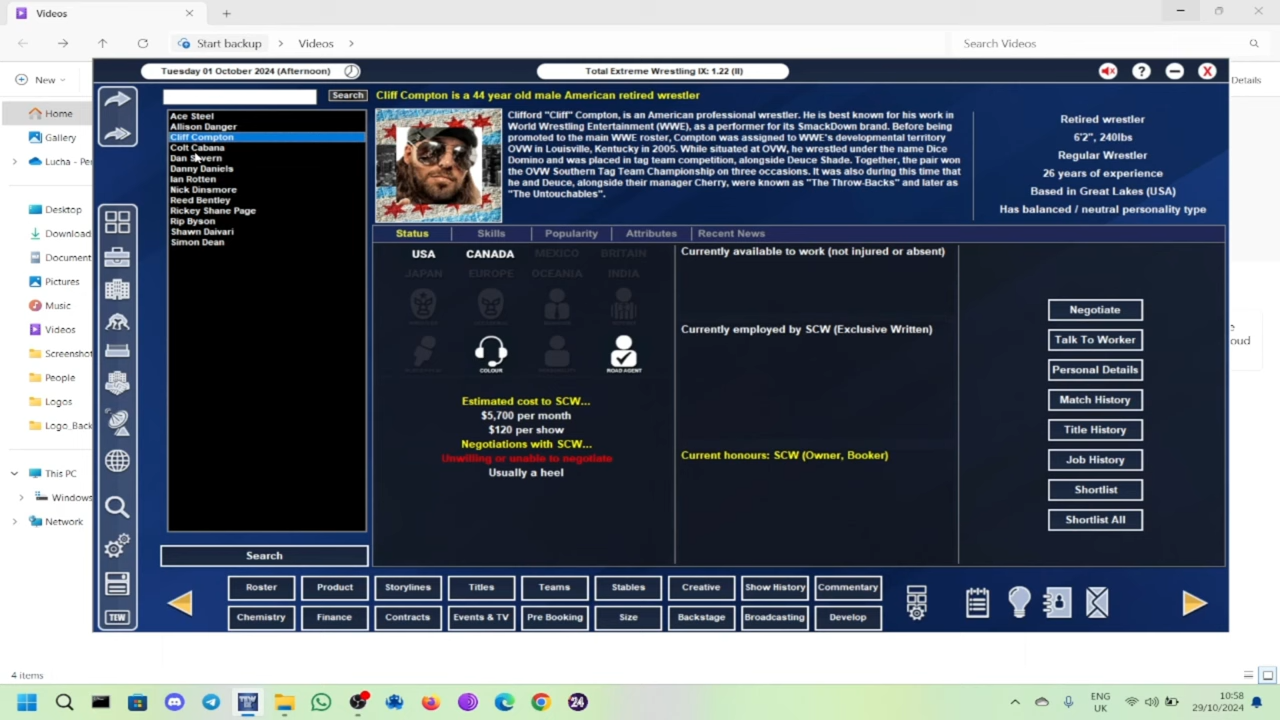 Videos
Start backup
Videos
Search Videos
New
Details
Home
Gallery
Lucha - Per
Desktop
Download
Document
Pictures
Music
Videos
Screenshot
People
Logos
Logo_Back
This PC
Windows
Network
4 items
Tuesday 01 October 2024 (Afternoon)
Total Extreme Wrestling IX: 1.22 (II)
Search
Ace Steel
Allison Danger
Cliff Compton
Colt Cabana
Dan Severn
Danny Daniels
Ian Rotten
Nick Dinsmore
Reed Bentley
Rickey Shane Page
Rip Byson
Shawn Daivari
Simon Dean
Search
Cliff Compton is a 44 year old male American retired wrestler
Clifford "Cliff" Compton, is an American professional wrestler. He is best known for his work in
World Wrestling Entertainment (WWE), as a performer for its SmackDown brand. Before being
promoted to the main WWE roster, Compton was assigned to WWE's developmental territory
OVW in Louisville, Kentucky in 2005. While situated at OVW, he wrestled under the name Dice
Domino and was placed in tag team competition, alongside Deuce Shade. Together, the pair won
the OVW Southern Tag Team Championship on three occasions. It was also during this time that
he and Deuce, alongside their manager Cherry, were known as "The Throw-Backs" and later as
"The Untouchables".
Retired wrestler
6'2", 240lbs
Regular Wrestler
26 years of experience
Based in Great Lakes (USA)
Has balanced / neutral personality type
Status
Skills
Popularity
Attributes
Recent News
USA CANADA MEXICO BRITAIN
JAPAN EUROPE OCEANIA INDIA
COLOUR
ROAD AGENT
Estimated cost to SCW...
$5,700 per month
$120 per show
Negotiations with SCW...
Unwilling or unable to negotiate
Usually a heel
Currently available to work (not injured or absent)
Currently employed by SCW (Exclusive Written)
Current honours: SCW (Owner, Booker)
Negotiate
Talk To Worker
Personal Details
Match History
Title History
Job History
Shortlist
Shortlist All
Roster Product Storylines Titles Teams Stables Creative Show History Commentary
Chemistry Finance Contracts Events & TV Pre Booking Size Backstage Broadcasting Develop
TEW
oud
ENG
UK
10:58
29/10/2024
24